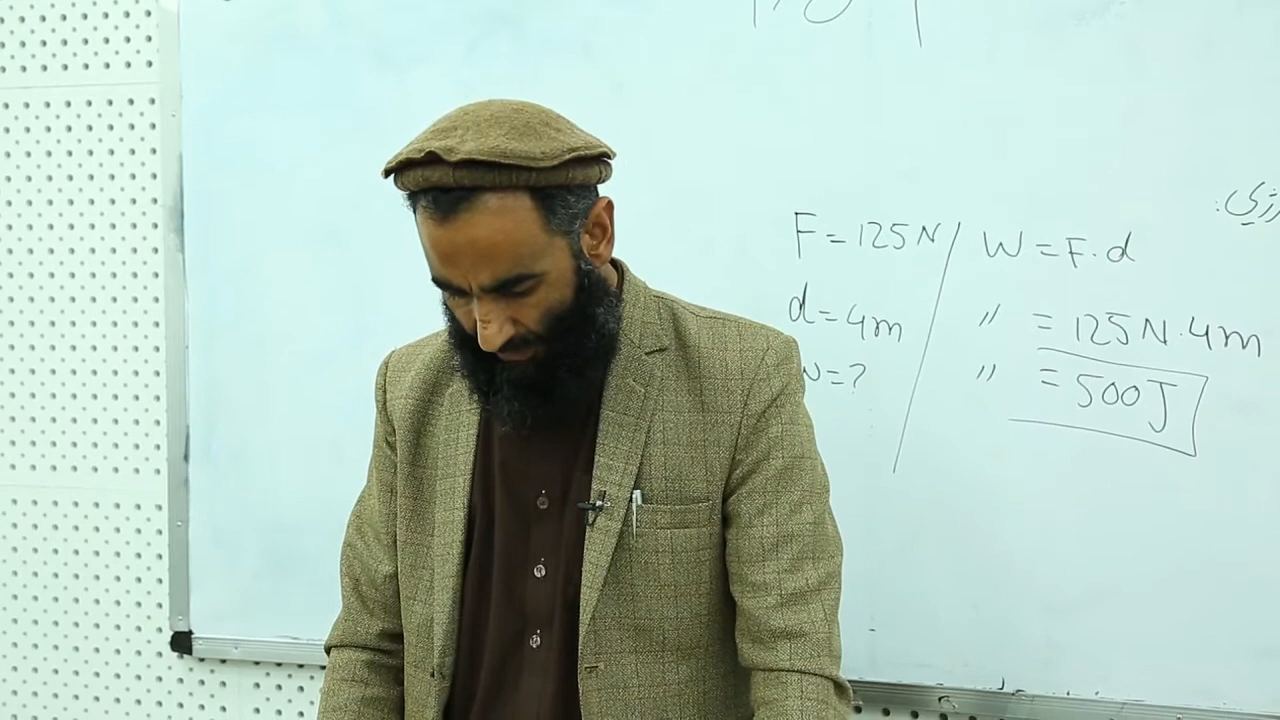 F = 125N
d = 4m
W = ?
W = F.d
" = 125N.4m
" = 500J